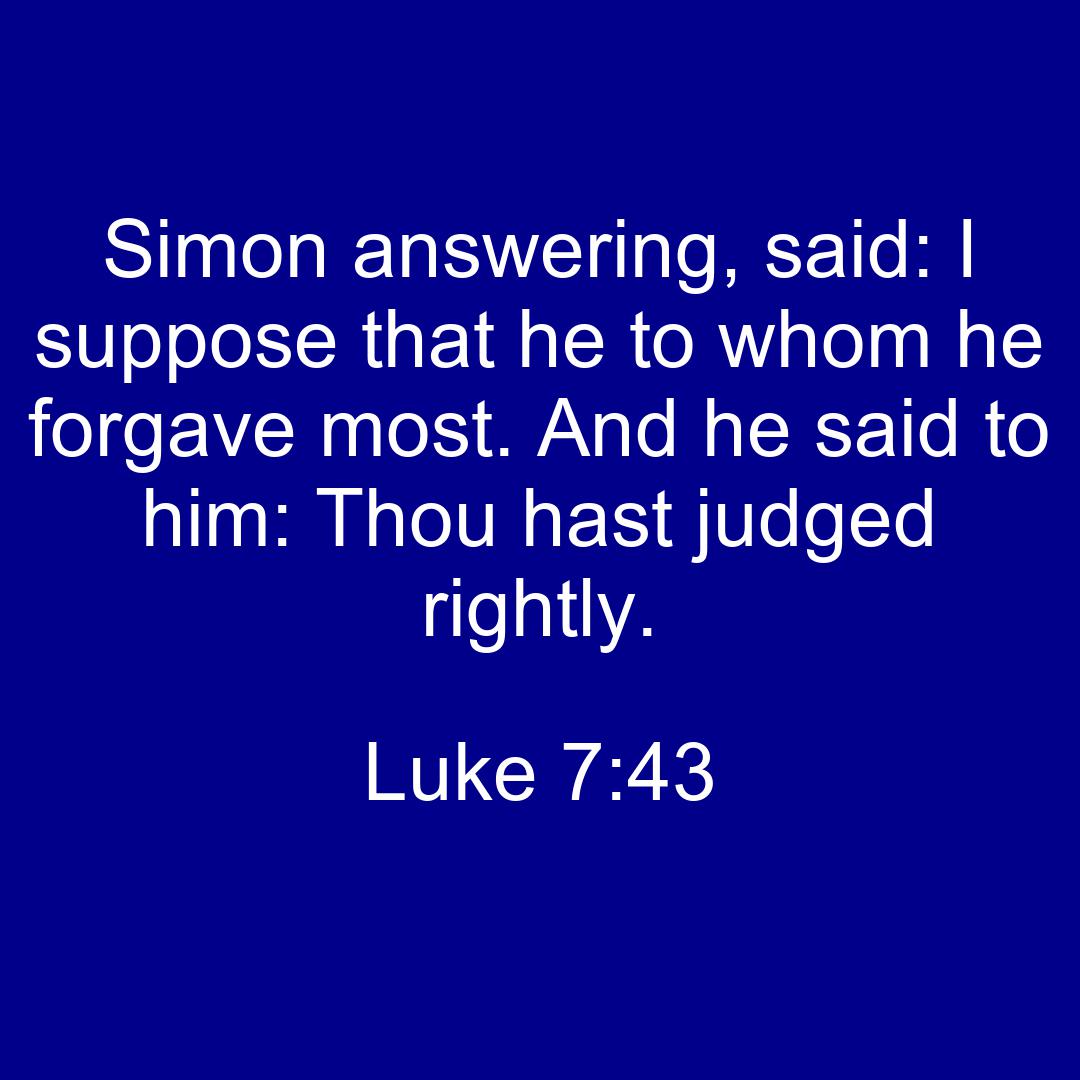 Simon answering, said: I
suppose that he to whom he
forgave most. And he said to
him: Thou hast judged
rightly.
Luke 7:43